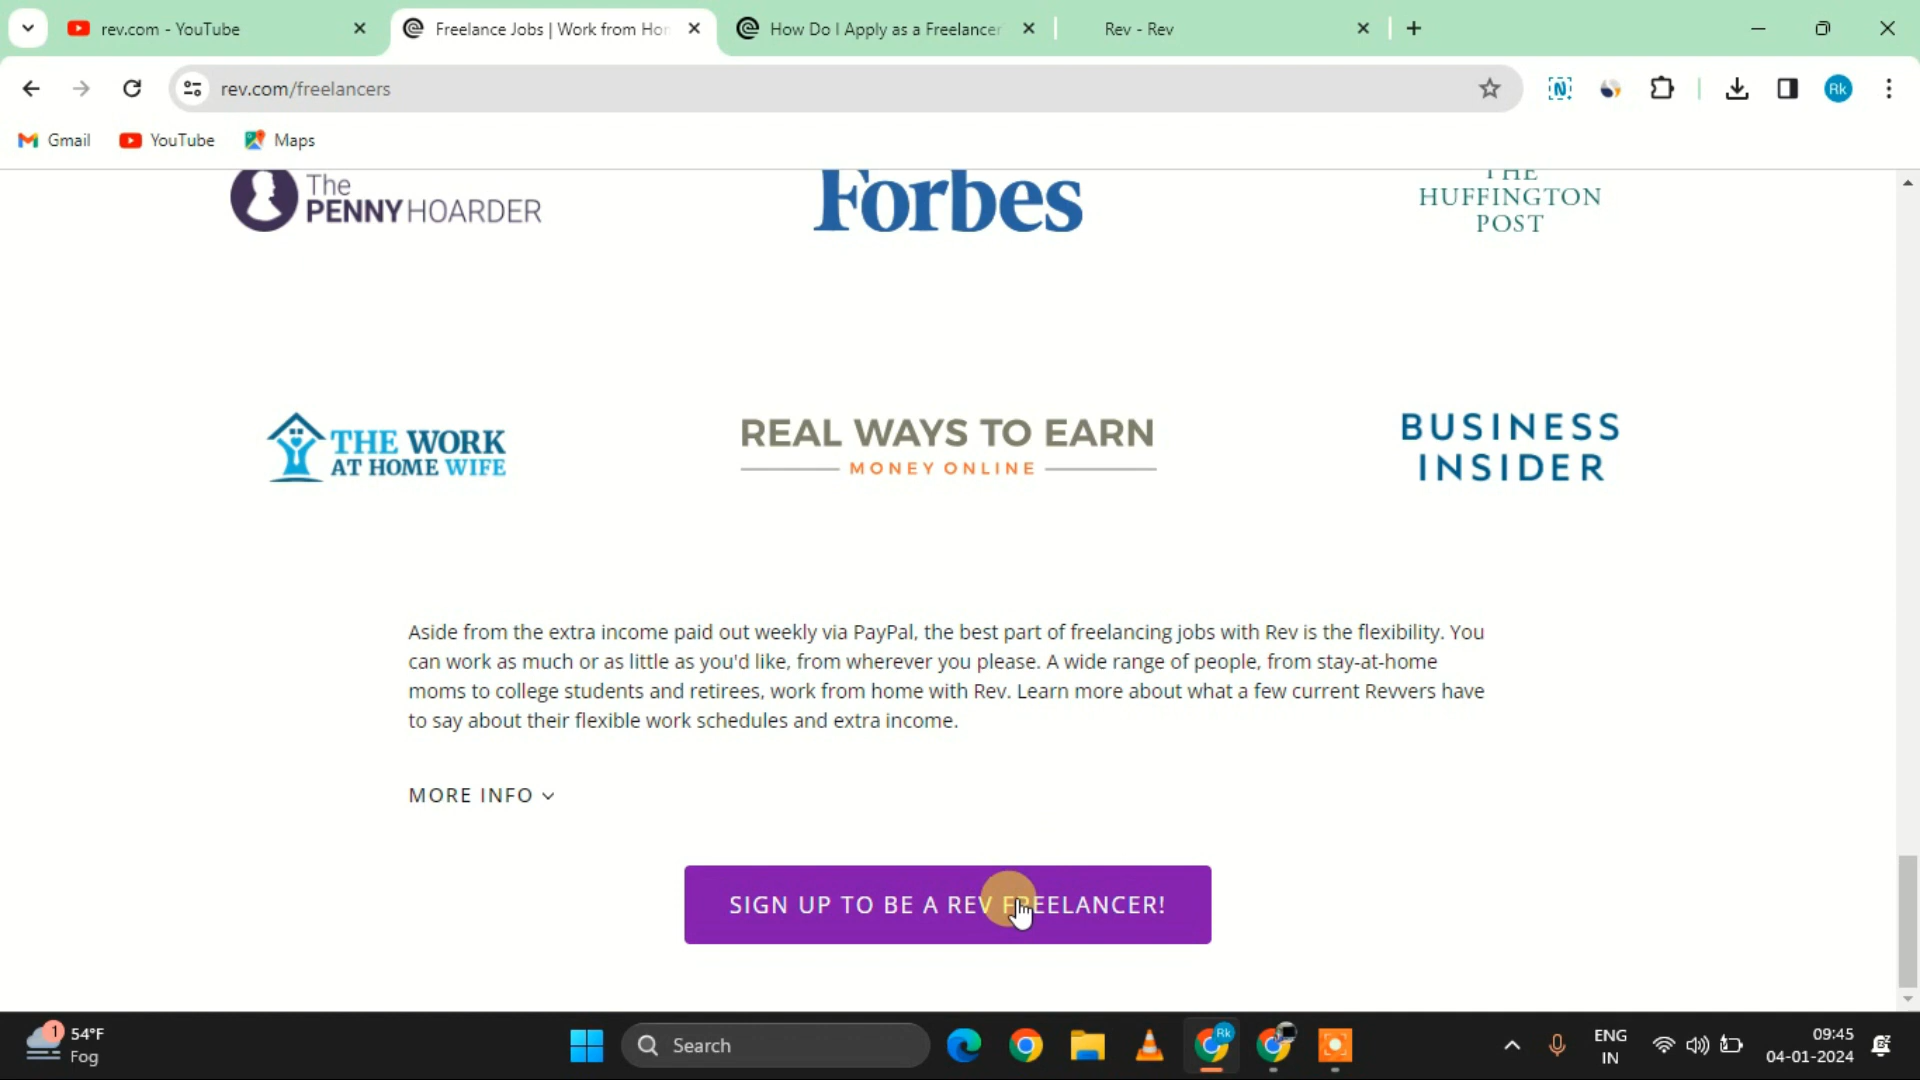 rev.com - YouTube
Freelance Jobs | Work from Hom
How Do I Apply as a Freelancer
Rev - Rev
rev.com/freelancers
Rk
Gmail
YouTube
Maps
The
PENNYHOARDER
Forbes
THE
HUFFINGTON
POST
THE WORK
AT HOME WIFE
REAL WAYS TO EARN
MONEY ONLINE
BUSINESS
INSIDER
Aside from the extra income paid out weekly via PayPal, the best part of freelancing jobs with Rev is the flexibility. You
can work as much or as little as you'd like, from wherever you please. A wide range of people, from stay-at-home
moms to college students and retirees, work from home with Rev. Learn more about what a few current Revvers have
to say about their flexible work schedules and extra income.
MORE INFO
SIGN UP TO BE A REV FREELANCER!
1
54°F
Fog
Search
Rk
ENG
IN
09:45
04-01-2024